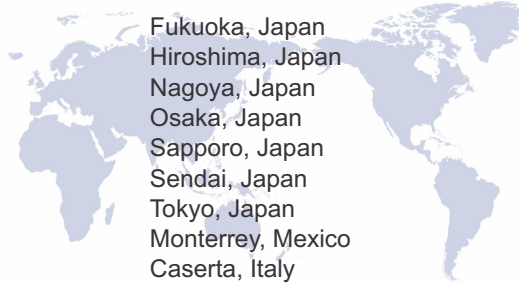 Fukuoka, Japan
Hiroshima, Japan
Nagoya, Japan
Osaka, Japan
Sapporo, Japan
Sendai, Japan
Tokyo, Japan
Monterrey, Mexico
Caserta, Italy